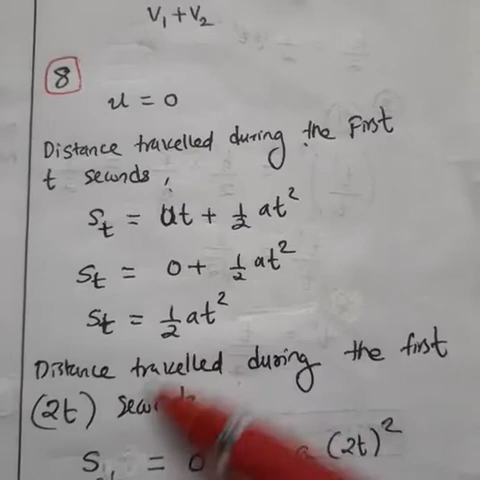 V₁ + V₂
8
u = 0
Distance travelled during the First
t seconds,
Sₜ = ut + ½ at²
Sₜ = 0 + ½ at²
Sₜ = ½ at²
Distance travelled during the first
(2t)
= 0 (2t)²